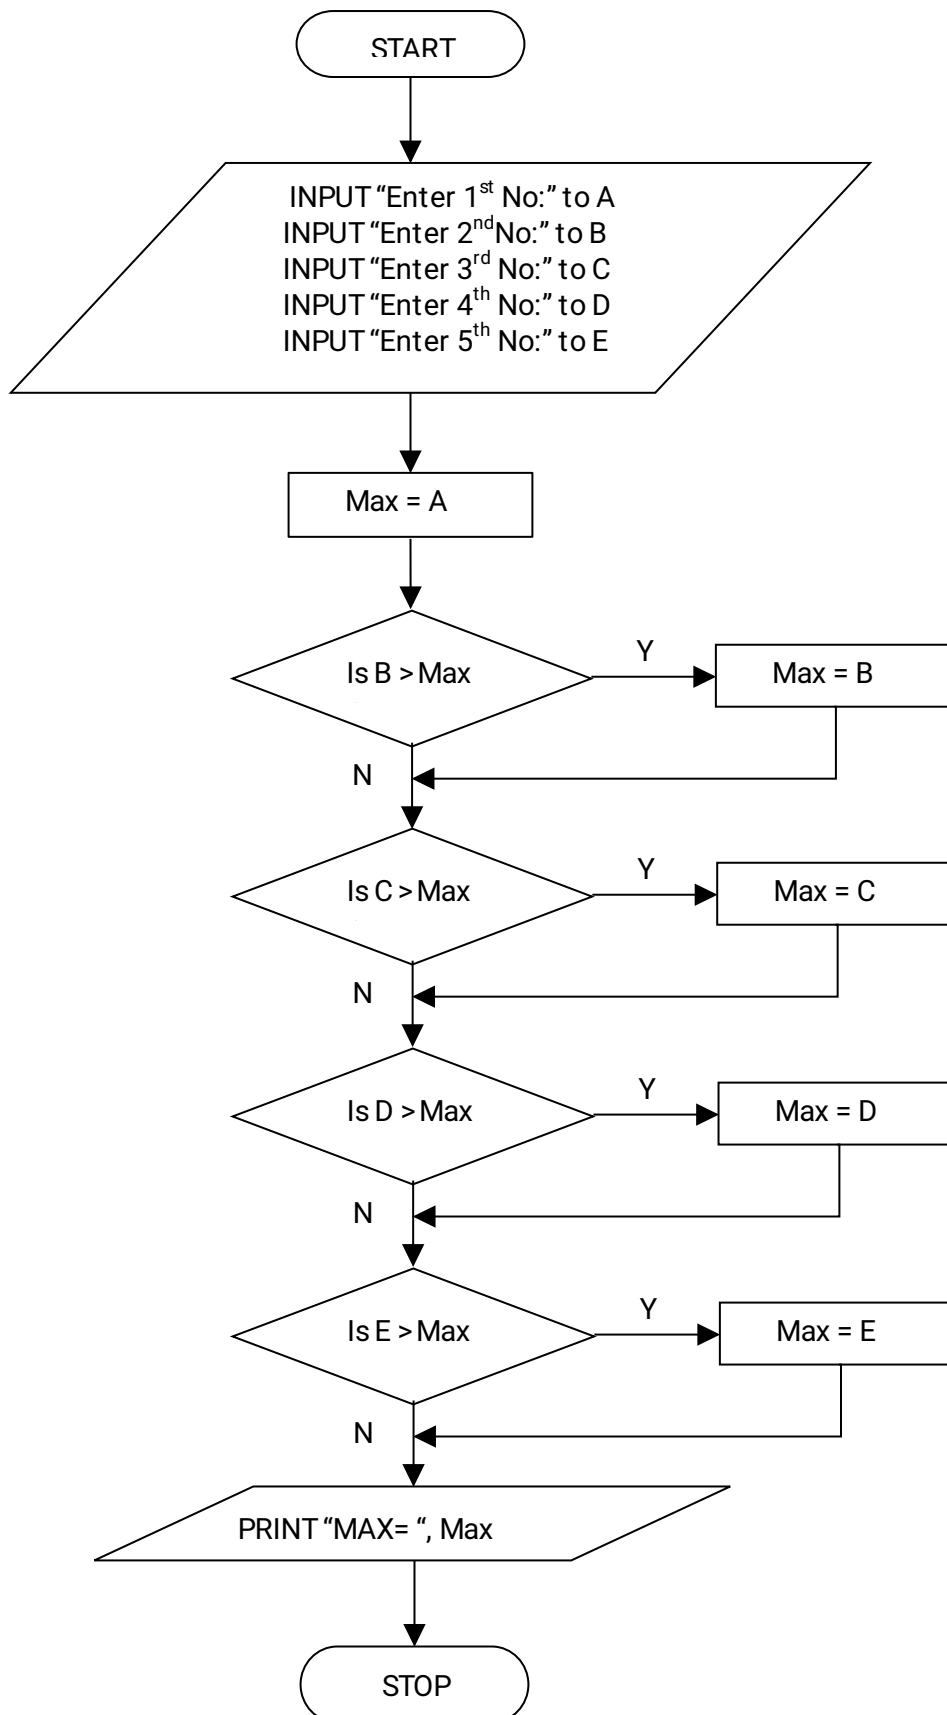 START
INPUT “Enter 1st No:” to A
INPUT “Enter 2nd No:” to B
INPUT “Enter 3rd No:” to C
INPUT “Enter 4th No:” to D
INPUT “Enter 5th No:” to E
Max = A
Is B > Max
Y
Max = B
N
Is C > Max
Y
Max = C
N
Is D > Max
Y
Max = D
N
Is E > Max
Y
Max = E
N
PRINT “MAX= “, Max
STOP